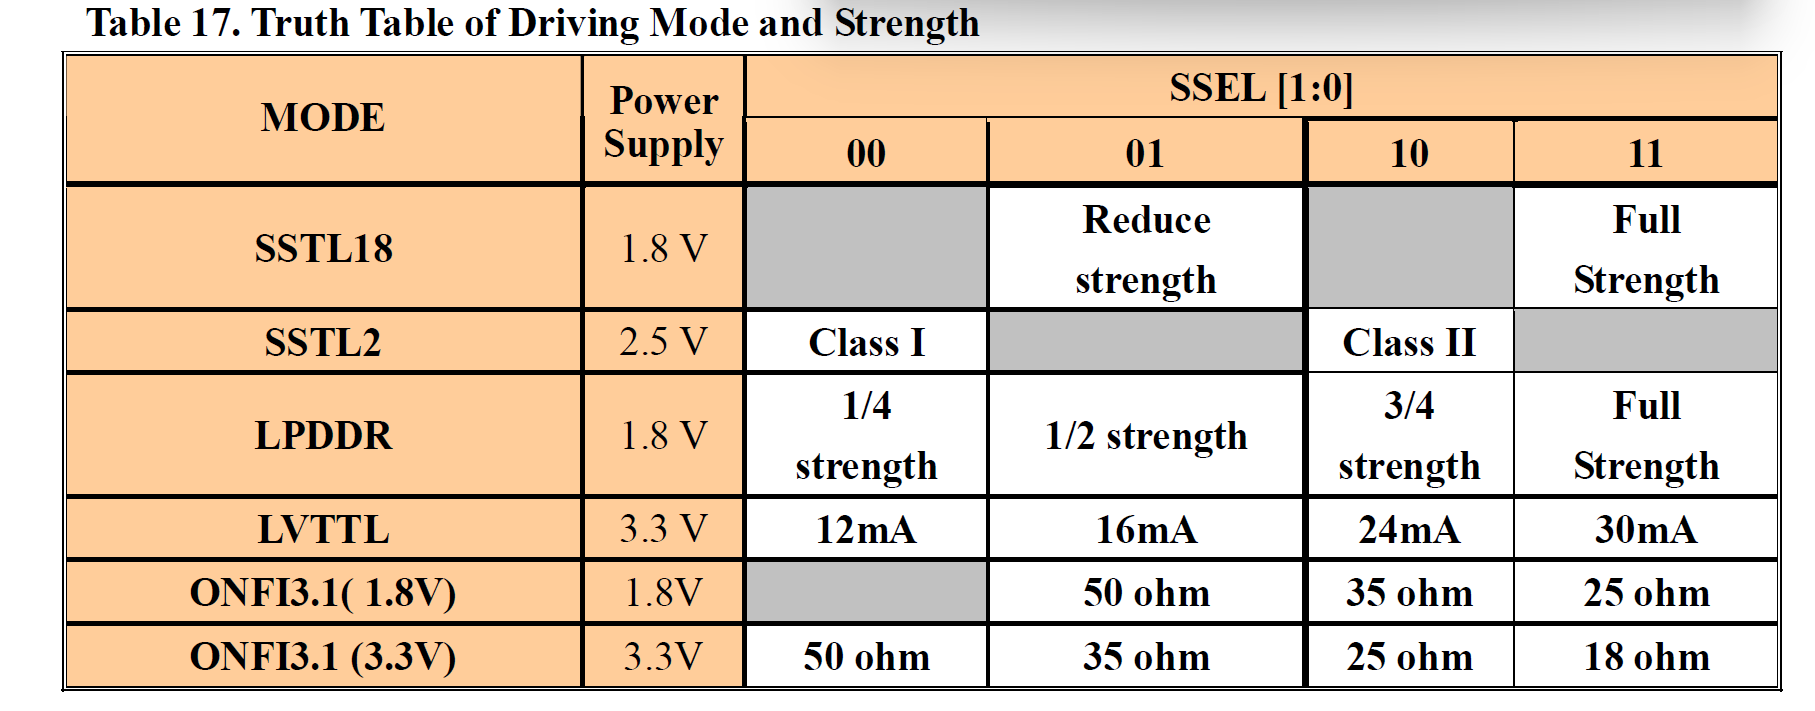 Table 17. Truth Table of Driving Mode and Strength
MODE
Power
Supply
SSEL [1:0]
00
01
10
11
SSTL18
1.8 V
Reduce
strength
Full
Strength
SSTL2
2.5 V
Class I
Class II
LPDDR
1.8 V
1/4
strength
1/2 strength
3/4
strength
Full
Strength
LVTTL
3.3 V
12mA
16mA
24mA
30mA
ONFI3.1( 1.8V)
1.8V
50 ohm
35 ohm
25 ohm
ONFI3.1 (3.3V)
3.3V
50 ohm
35 ohm
25 ohm
18 ohm